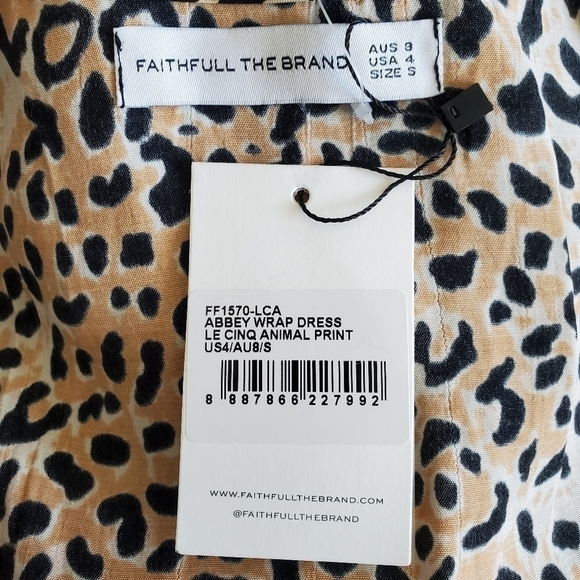 FAITHFULL THE BRAND
AUS 8
USA 4
SIZE S
FF1570-LCA
ABBEY WRAP DRESS
LE CINQ ANIMAL PRINT
US4/AU8/S
8 887866 227992
WWW.FAITHFULLTHEBRAND.COM
@FAITHFULLTHEBRAND